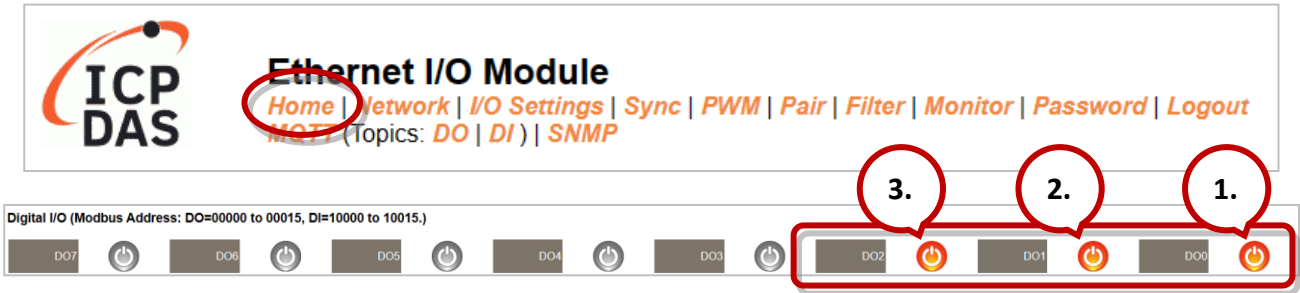 ICP
DAS
Ethernet I/O Module
Home | Network | I/O Settings | Sync | PWM | Pair | Filter | Monitor | Password | Logout
MQTT (Topics: DO | DI ) | SNMP
3. 2. 1.
Digital I/O (Modbus Address: DO=00000 to 00015, DI=10000 to 10015.)
DO7 DO6 DO5 DO4 DO3 DO2 DO1 DO0